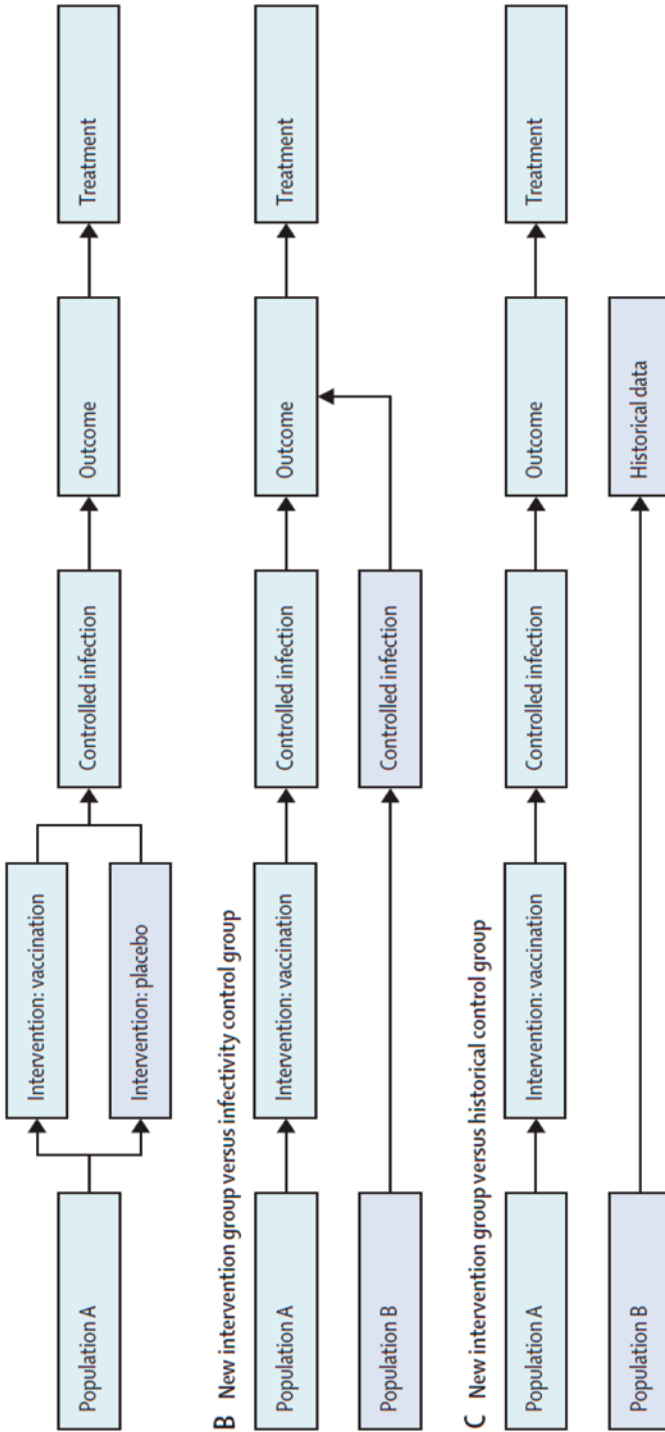 Population A
Intervention: vaccination
Intervention: placebo
Controlled infection
Outcome
Treatment
B New intervention group versus infectivity control group
Population A
Intervention: vaccination
Controlled infection
Outcome
Treatment
Population B
Controlled infection
C New intervention group versus historical control group
Population A
Intervention: vaccination
Controlled infection
Outcome
Treatment
Population B
Historical data